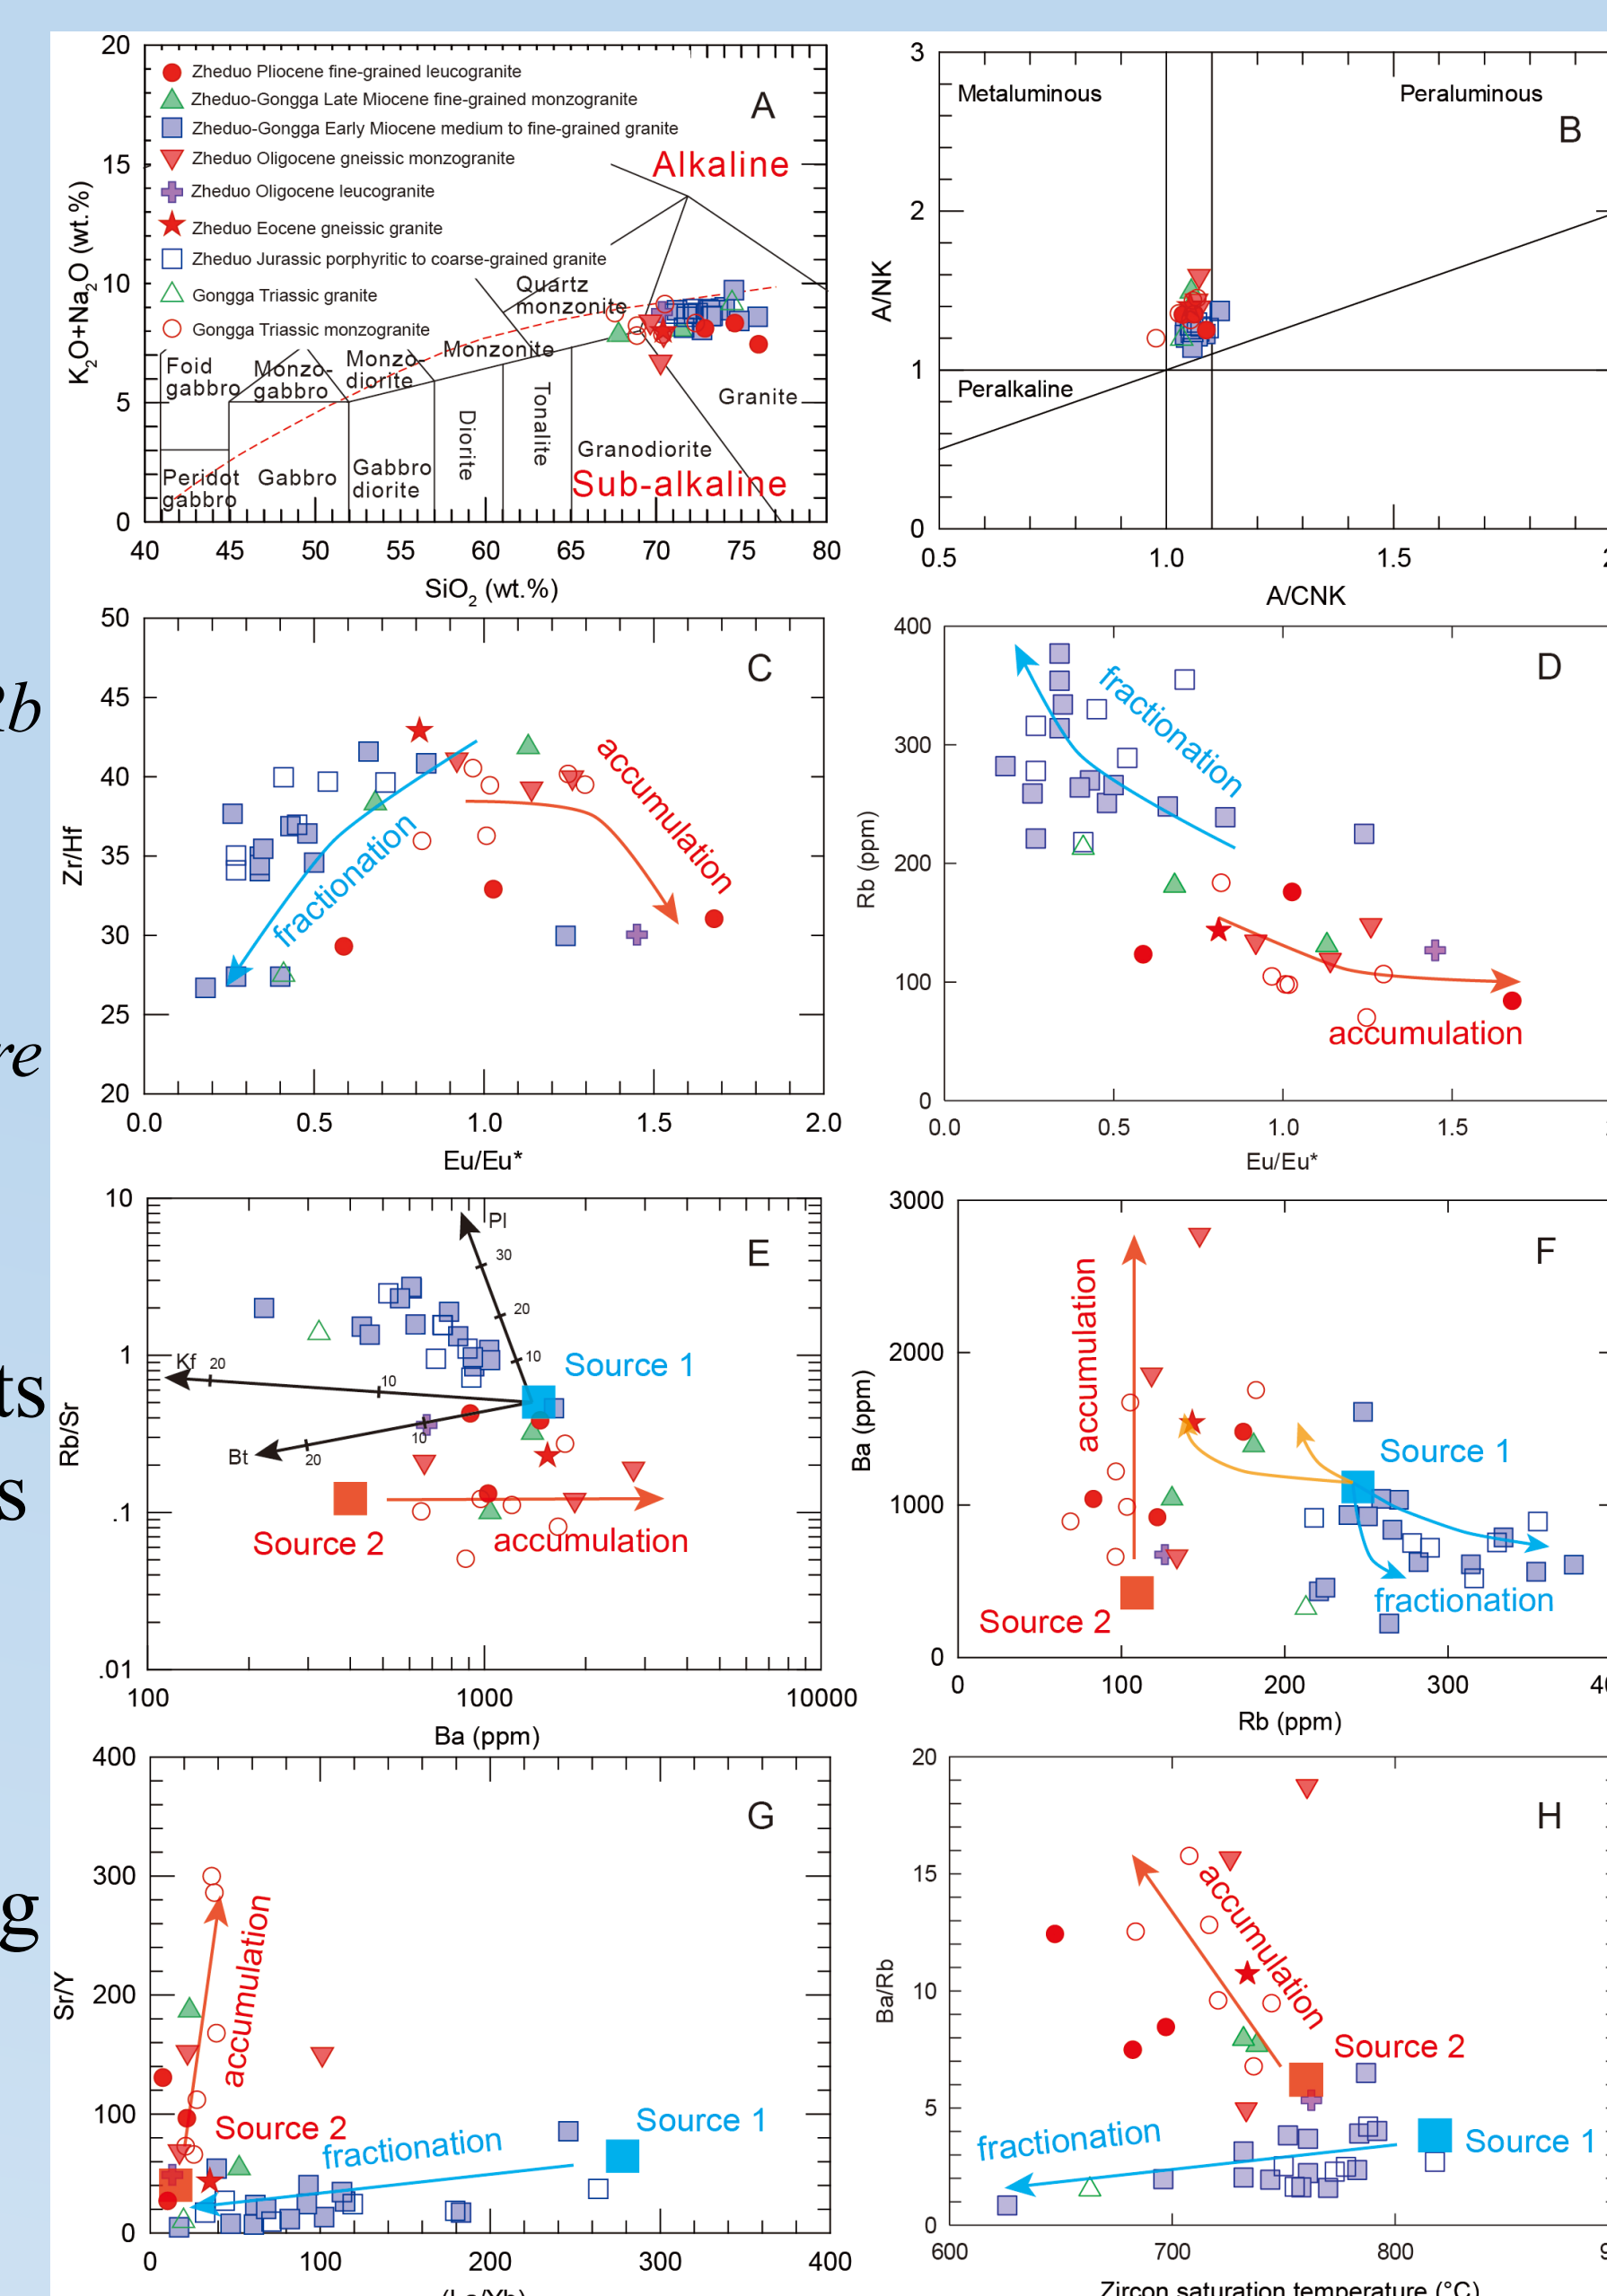 Rb
re
ts
s
g
20
15
10
5
0
K₂O+Na₂O (wt.%)
Zheduo Pliocene fine-grained leucogranite
Zheduo-Gongga Late Miocene fine-grained monzogranite
Zheduo-Gongga Early Miocene medium to fine-grained granite
Zheduo Oligocene gneissic monzogranite
Zheduo Oligocene leucogranite
Zheduo Eocene gneissic granite
Zheduo Jurassic porphyritic to coarse-grained granite
Gongga Triassic granite
Gongga Triassic monzogranite
A
Alkaline
Quartz
monzonite
Monzonite
Monzo-
diorite
Monzo-
gabbro
Foid
gabbro
Peridot
gabbro
Gabbro
Gabbro
diorite
Diorite
Tonalite
Granodiorite
Granite
Sub-alkaline
40 45 50 55 60 65 70 75 80
SiO₂ (wt.%)
3
2
1
0
A/NK
Metaluminous
Peraluminous
B
Peralkaline
0.5 1.0 1.5 2
A/CNK
50
45
40
35
30
25
20
Zr/Hf
C
fractionation
accumulation
0.0 0.5 1.0 1.5 2.0
Eu/Eu*
400
300
200
100
0
Rb (ppm)
D
fractionation
accumulation
0.0 0.5 1.0 1.5
Eu/Eu*
10
1
.1
.01
Rb/Sr
E
Pl
30
20
10
Kf 20
10
Bt
20
10
Source 1
Source 2
accumulation
100 1000 10000
Ba (ppm)
3000
2000
1000
0
Ba (ppm)
F
accumulation
Source 1
fractionation
Source 2
0 100 200 300 40
Rb (ppm)
400
300
200
100
0
Sr/Y
G
accumulation
Source 2
fractionation
Source 1
0 100 200 300 400
20
15
10
5
0
Ba/Rb
H
accumulation
Source 2
fractionation
Source 1
600 700 800 9
Zircon saturation temperature (°C)